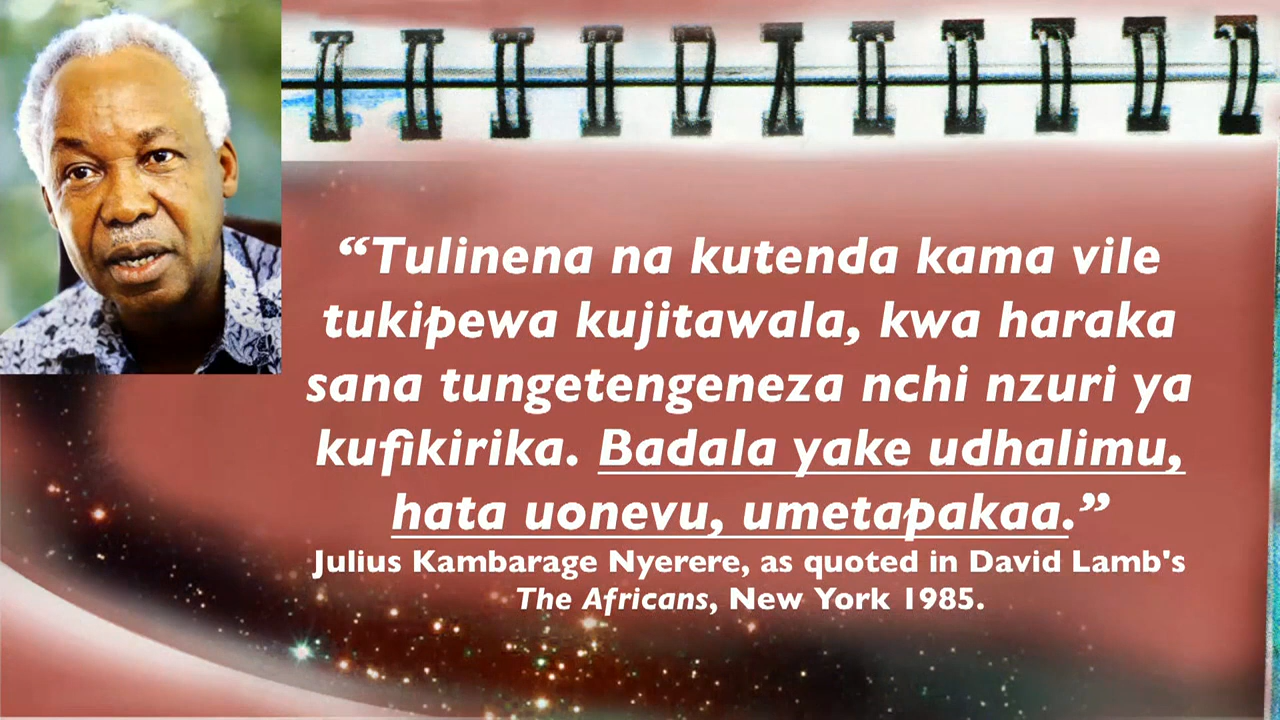 “Tulinena na kutenda kama vile
tukipewa kujitawala, kwa haraka
sana tungetengeneza nchi nzuri ya
kufikirika. Badala yake udhalimu,
hata uonevu, umetapakaa.”
Julius Kambarage Nyerere, as quoted in David Lamb's
The Africans, New York 1985.